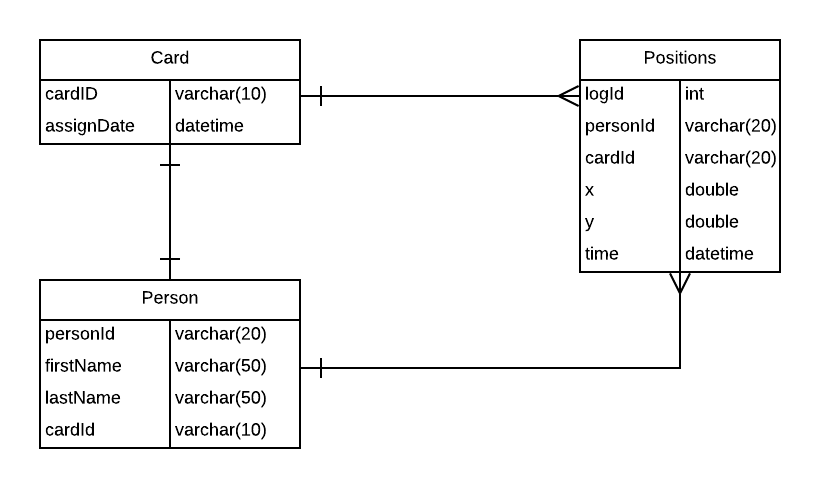 Card
cardID varchar(10)
assignDate datetime
Positions
logId int
personId varchar(20)
cardId varchar(20)
x double
y double
time datetime
Person
personId varchar(20)
firstName varchar(50)
lastName varchar(50)
cardId varchar(10)